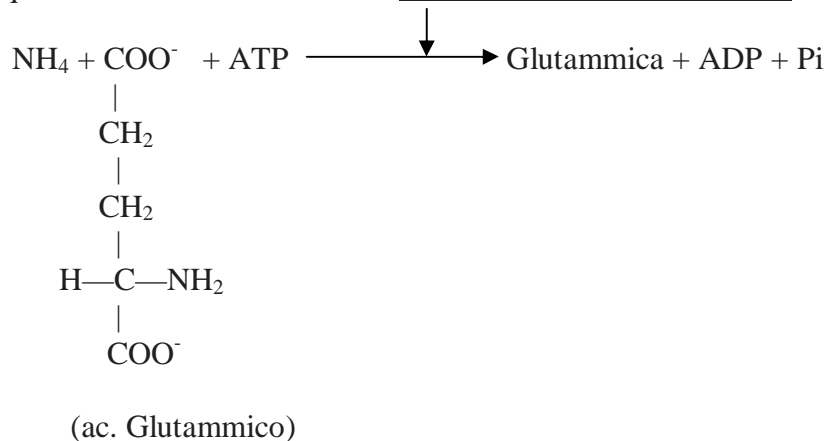 NH₄ + COO⁻ + ATP Glutammica + ADP + Pi
|
CH₂
|
CH₂
|
H—C—NH₂
|
COO⁻
(ac. Glutammico)